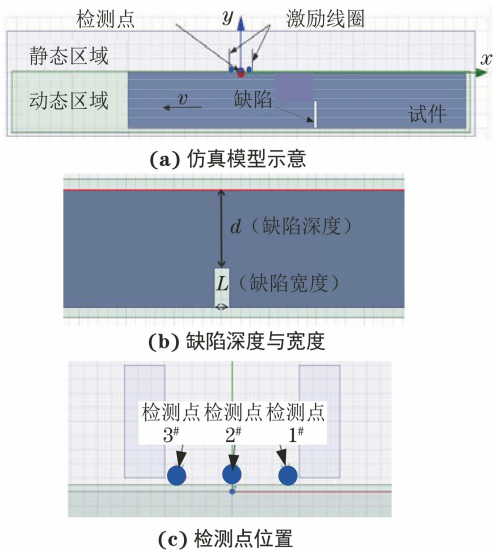 检测点 y 激励线圈
静态区域 x
动态区域 v 缺陷 试件
(a) 仿真模型示意
d（缺陷深度）
L（缺陷宽度）
(b) 缺陷深度与宽度
检测点 检测点 检测点
3# 2# 1#
(c) 检测点位置